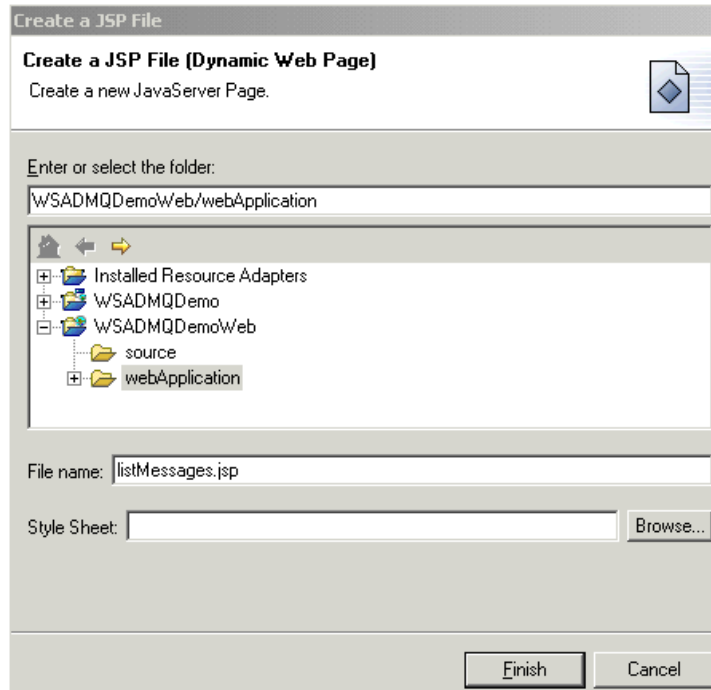 Create a JSP File
Create a JSP File (Dynamic Web Page)
Create a new JavaServer Page.
Enter or select the folder:
WSADMQDemoWeb/webApplication
Installed Resource Adapters
WSADMQDemo
WSADMQDemoWeb
source
webApplication
File name: listMessages.jsp
Style Sheet: Browse...
Finish Cancel